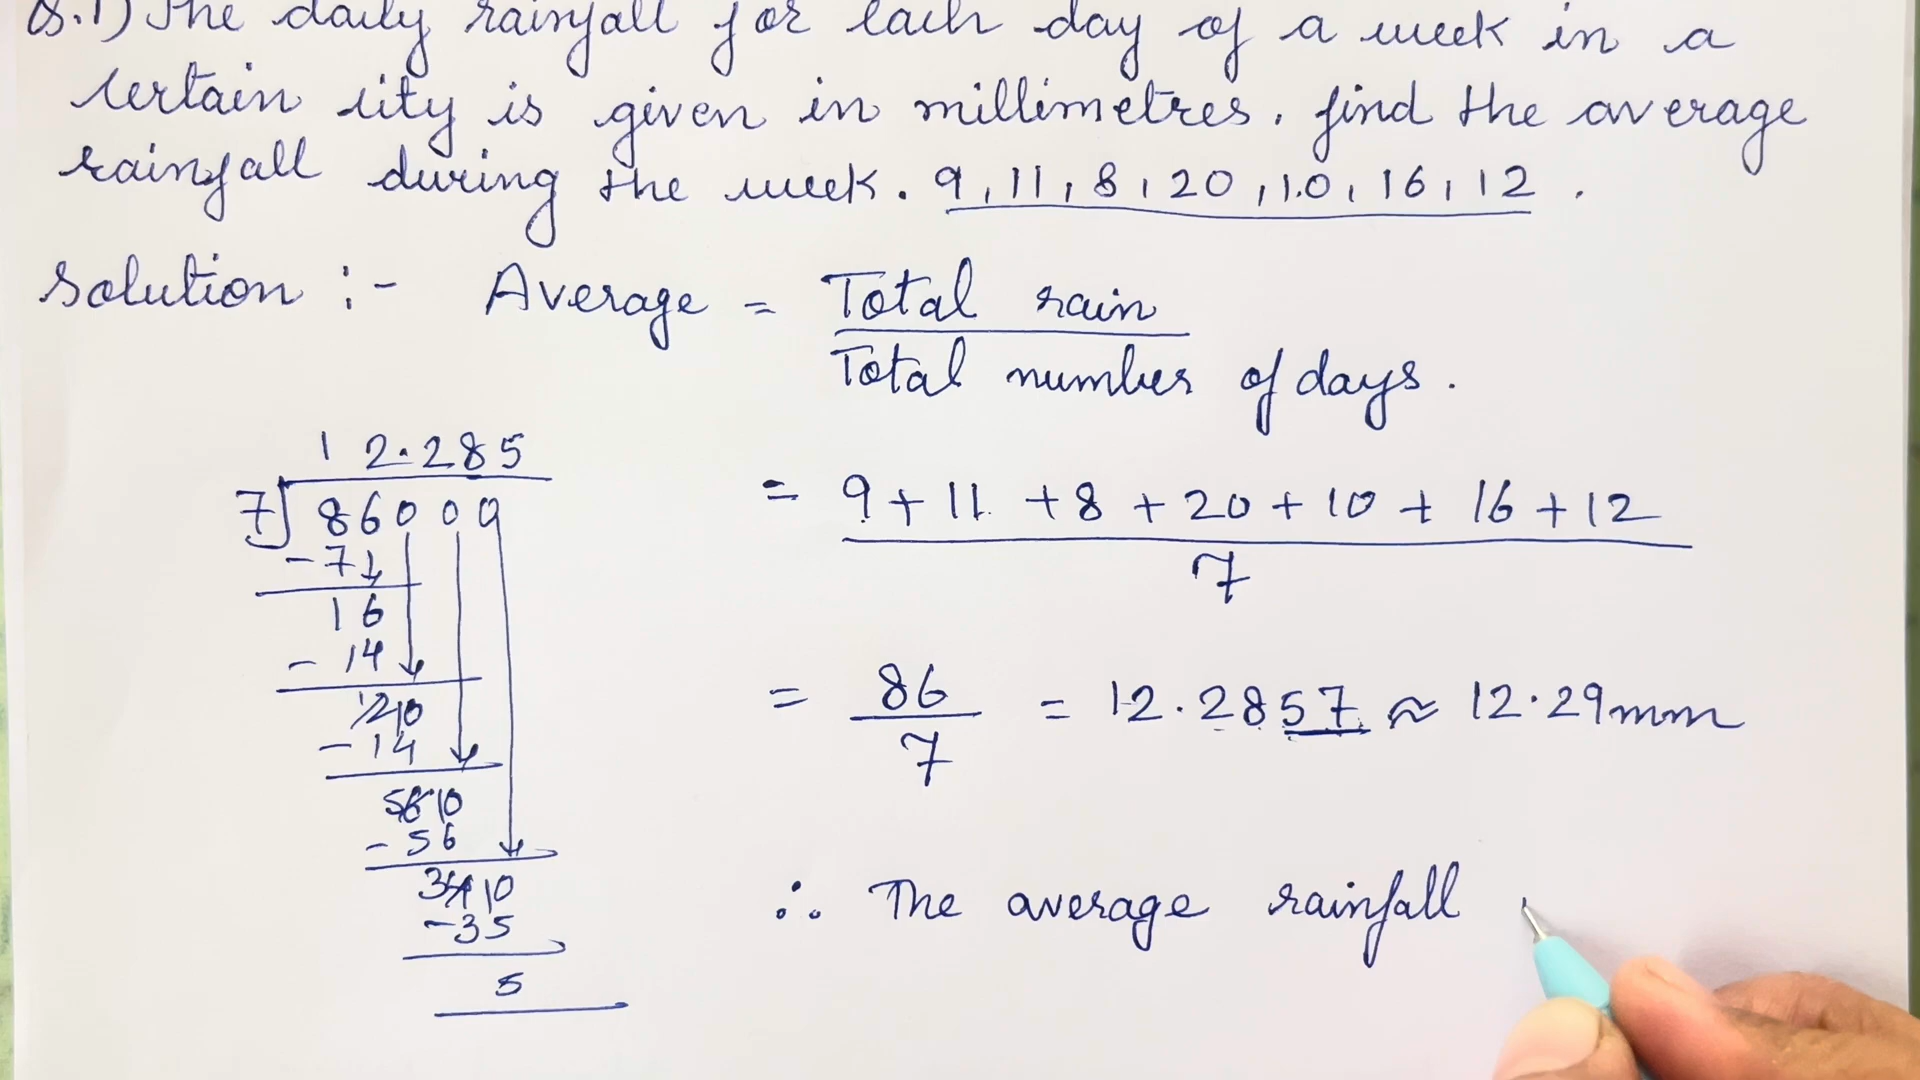 Q.1) The daily rainfall for each day of a week in a
certain city is given in millimetres. find the average
rainfall during the week. 9, 11, 8, 20, 10, 16, 12.
Solution :- Average = Total rain
Total number of days.
= 9 + 11 + 8 + 20 + 10 + 16 + 12
7
= 86 = 12.2857 ≈ 12.29mm
7
∴ The average rainfall
12.285
7 86000
-7
16
-14
20
-14
60
-56
40
-35
5